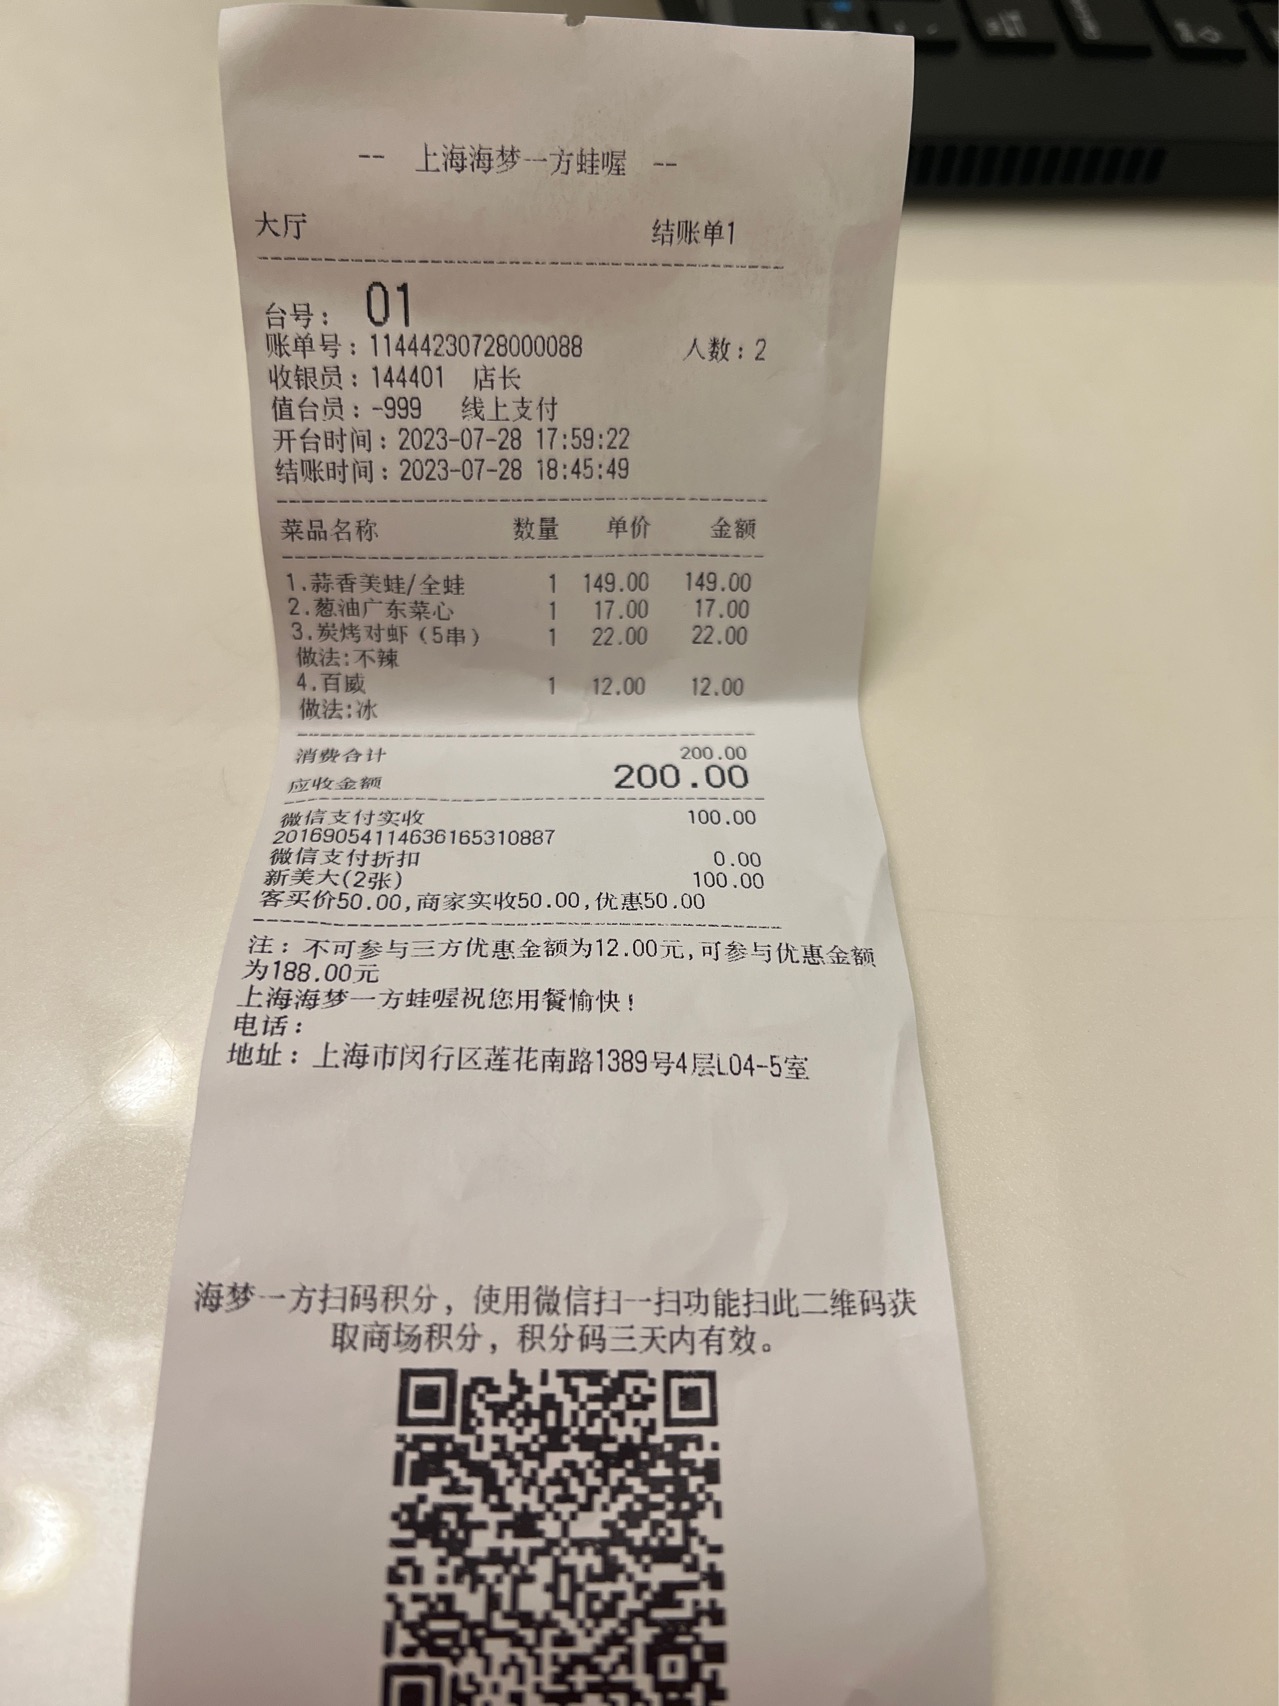 -- 上海海梦一方蛙喔 --
大厅 结账单1
台号： 01
账单号：11444230728000088 人数：2
收银员：144401 店长
值台员：-999 线上支付
开台时间：2023-07-28 17:59:22
结账时间：2023-07-28 18:45:49
菜品名称 数量 单价 金额
1.蒜香美蛙/全蛙 1 149.00 149.00
2.葱油广东菜心 1 17.00 17.00
3.炭烤对虾（5串） 1 22.00 22.00
做法:不辣
4.百威 1 12.00 12.00
做法:冰
消费合计 200.00
应收金额 200.00
微信支付实收 100.00
201690541146361653​10887
微信支付折扣 0.00
新美大(2张) 100.00
客买价50.00,商家实收50.00,优惠50.00
注：不可参与三方优惠金额为12.00元,可参与优惠金额
为188.00元
上海海梦一方蛙喔祝您用餐愉快！
电话：
地址：上海市闵行区莲花南路1389号4层L04-5室
海梦一方扫码积分，使用微信扫一扫功能扫此二维码获
取商场积分，积分码三天内有效。